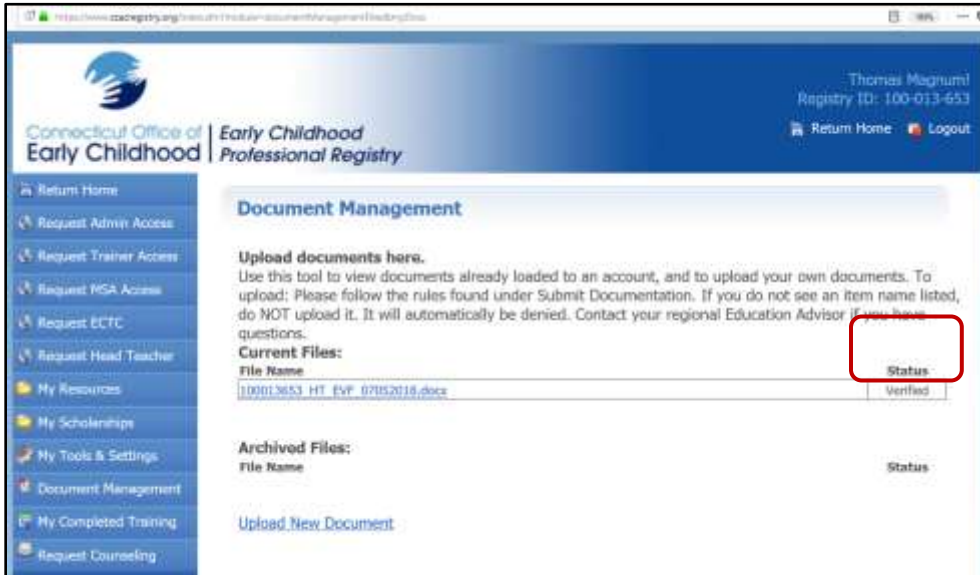 Thomas Magnum!
Registry ID: 100-013-653
Return Home Logout
Connecticut Office of
Early Childhood
Early Childhood
Professional Registry
Return Home
Request Admin Access
Request Trainer Access
Request MSA Access
Request ECTC
Request Head Teacher
My Resources
My Scholarships
My Tools & Settings
Document Management
My Completed Training
Request Counseling
Document Management
Upload documents here.
Use this tool to view documents already loaded to an account, and to upload your own documents. To
upload: Please follow the rules found under Submit Documentation. If you do not see an item name listed,
do NOT upload it. It will automatically be denied. Contact your regional Education Advisor if you have
questions.
Current Files:
File Name Status
100013653_HT_EVF_07052016.docx Verified
Archived Files:
File Name Status
Upload New Document